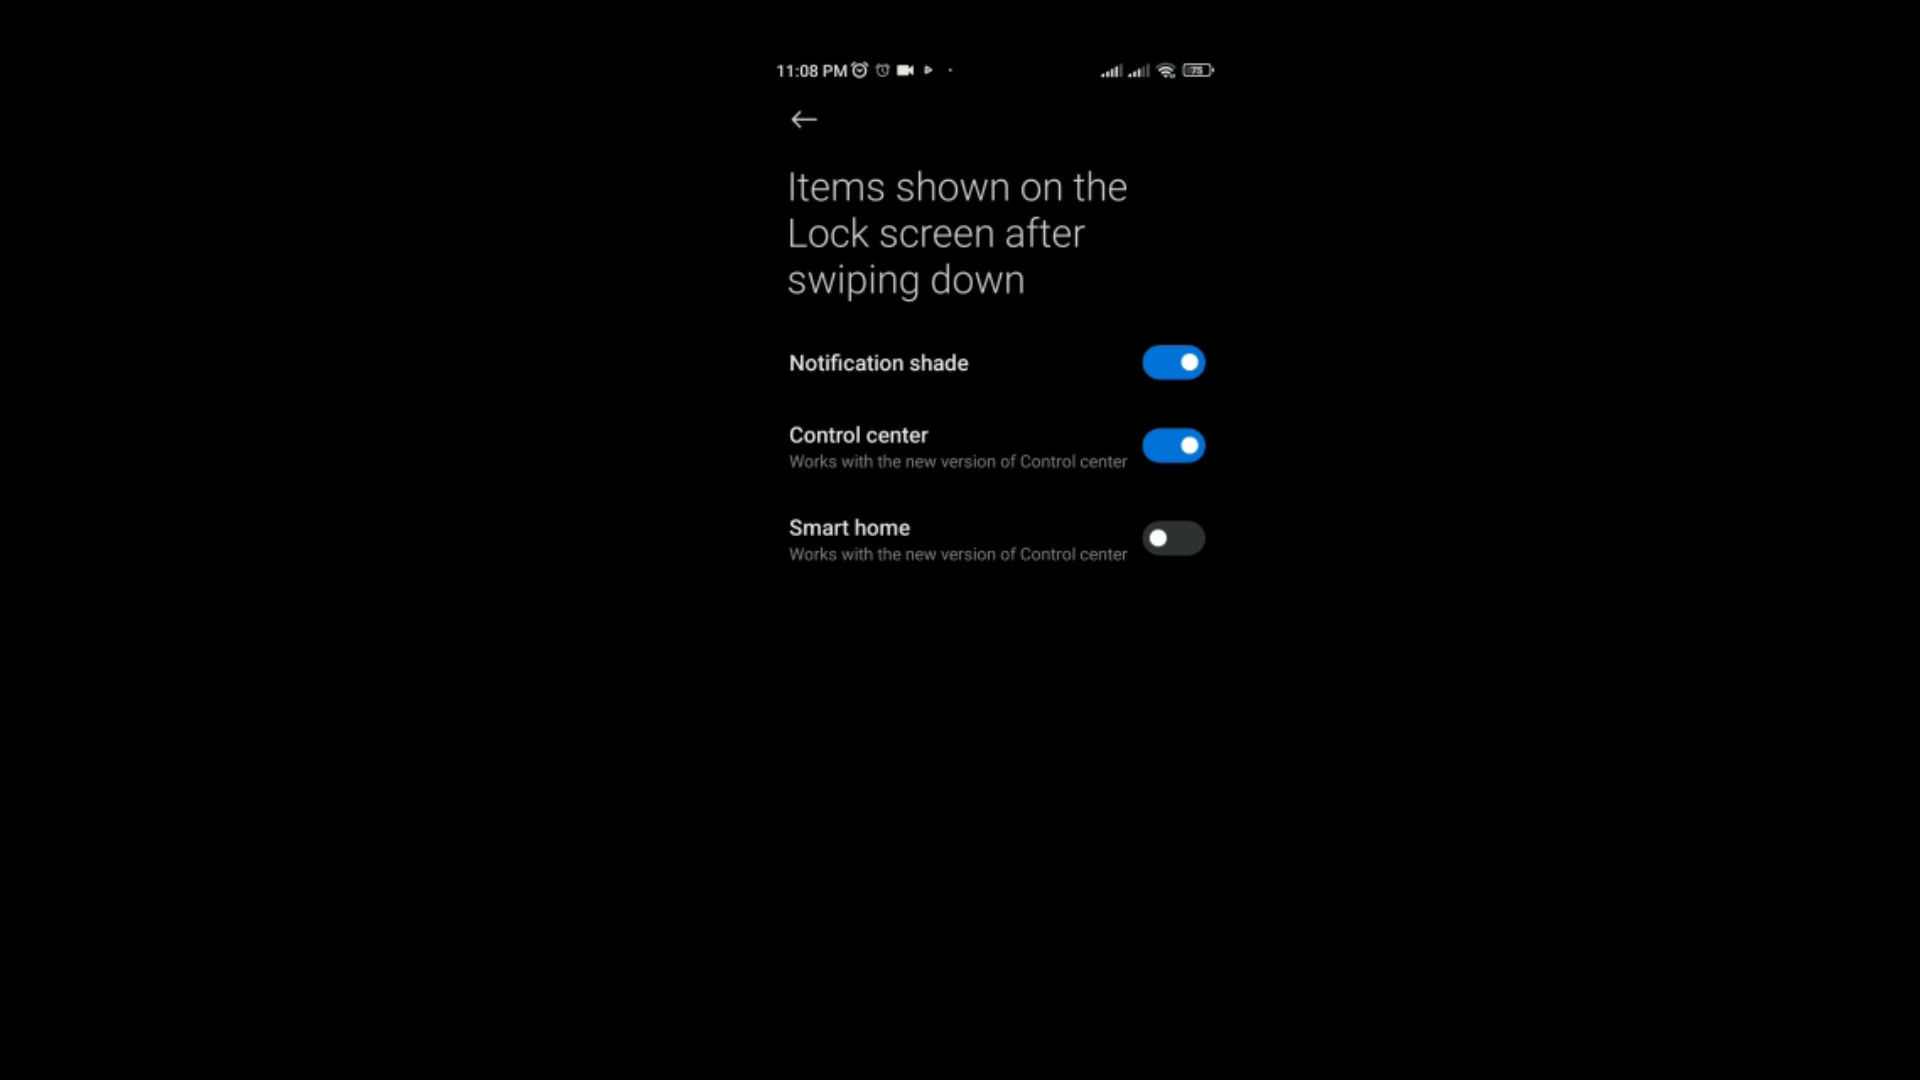 11:08 PM 75
Items shown on the
Lock screen after
swiping down
Notification shade
Control center
Works with the new version of Control center
Smart home
Works with the new version of Control center